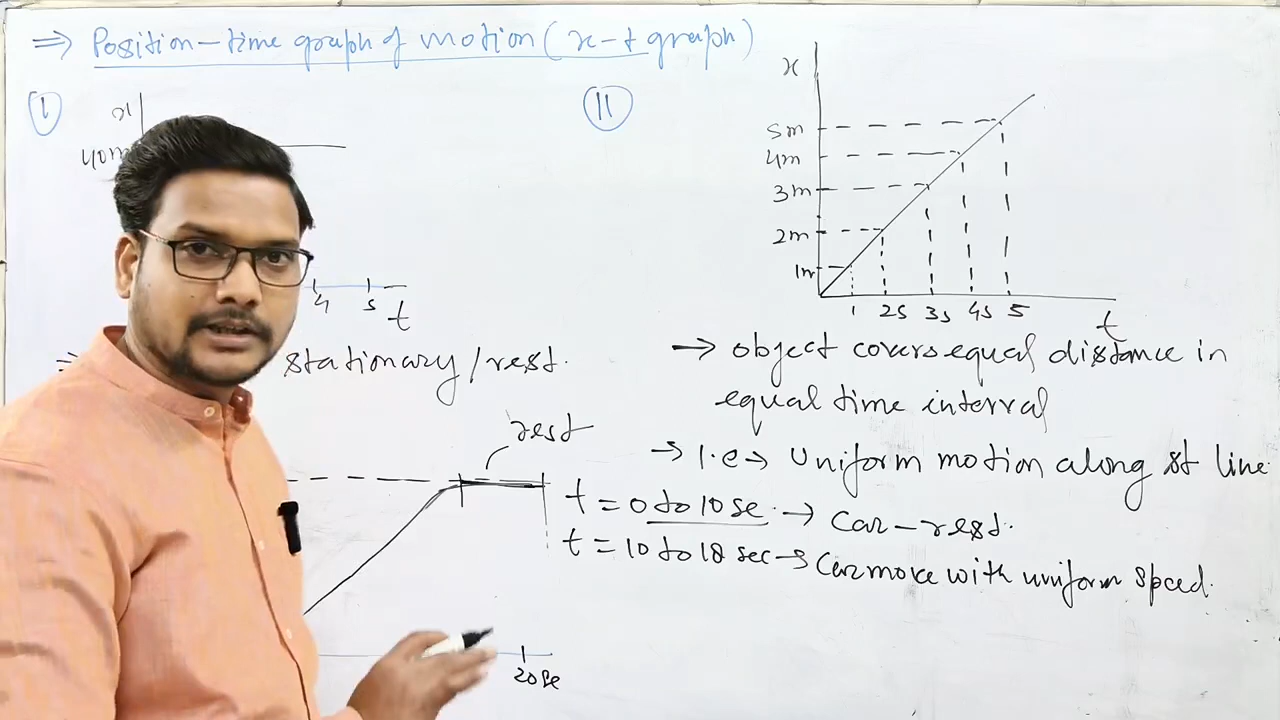 ⇒ Position-time graph of motion (x-t graph)
I
x
40m
4 5 t
stationary/rest.
rest
20 se
II
x
5m
4m
3m
2m
1m
1 2s 3s 4s 5
t
→ object covers equal distance in
equal time interval
→ I.e → Uniform motion along st line
t = 0 to 10 se. → Car-rest.
t = 10 to 18 sec → Car move with uniform speed.